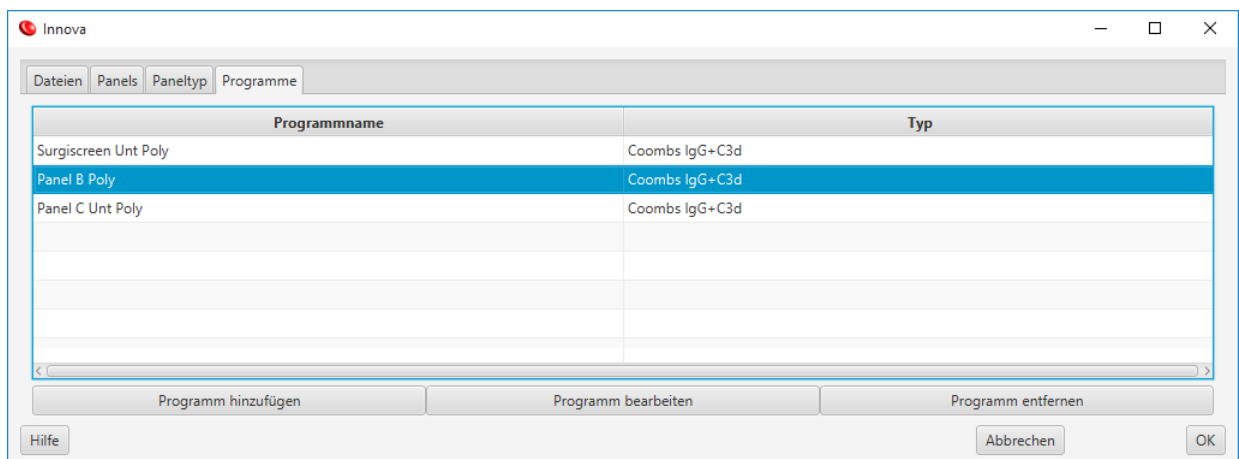 Innova
Dateien Panels Paneltyp Programme
Programmname Typ
Surgiscreen Unt Poly Coombs IgG+C3d
Panel B Poly Coombs IgG+C3d
Panel C Unt Poly Coombs IgG+C3d
Programm hinzufügen Programm bearbeiten Programm entfernen
Hilfe Abbrechen OK